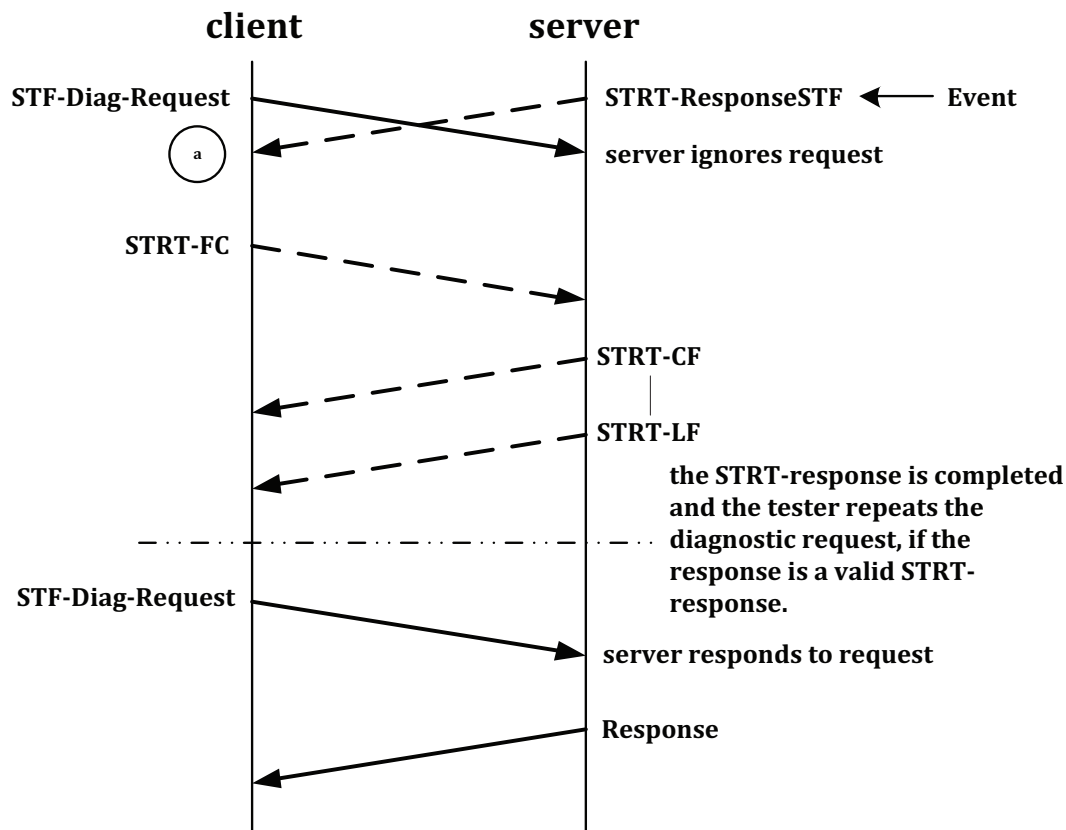 client
server
STF-Diag-Request
STRT-ResponseSTF
Event
a
server ignores request
STRT-FC
STRT-CF
STRT-LF
the STRT-response is completed
and the tester repeats the
diagnostic request, if the
response is a valid STRT-
response.
STF-Diag-Request
server responds to request
Response